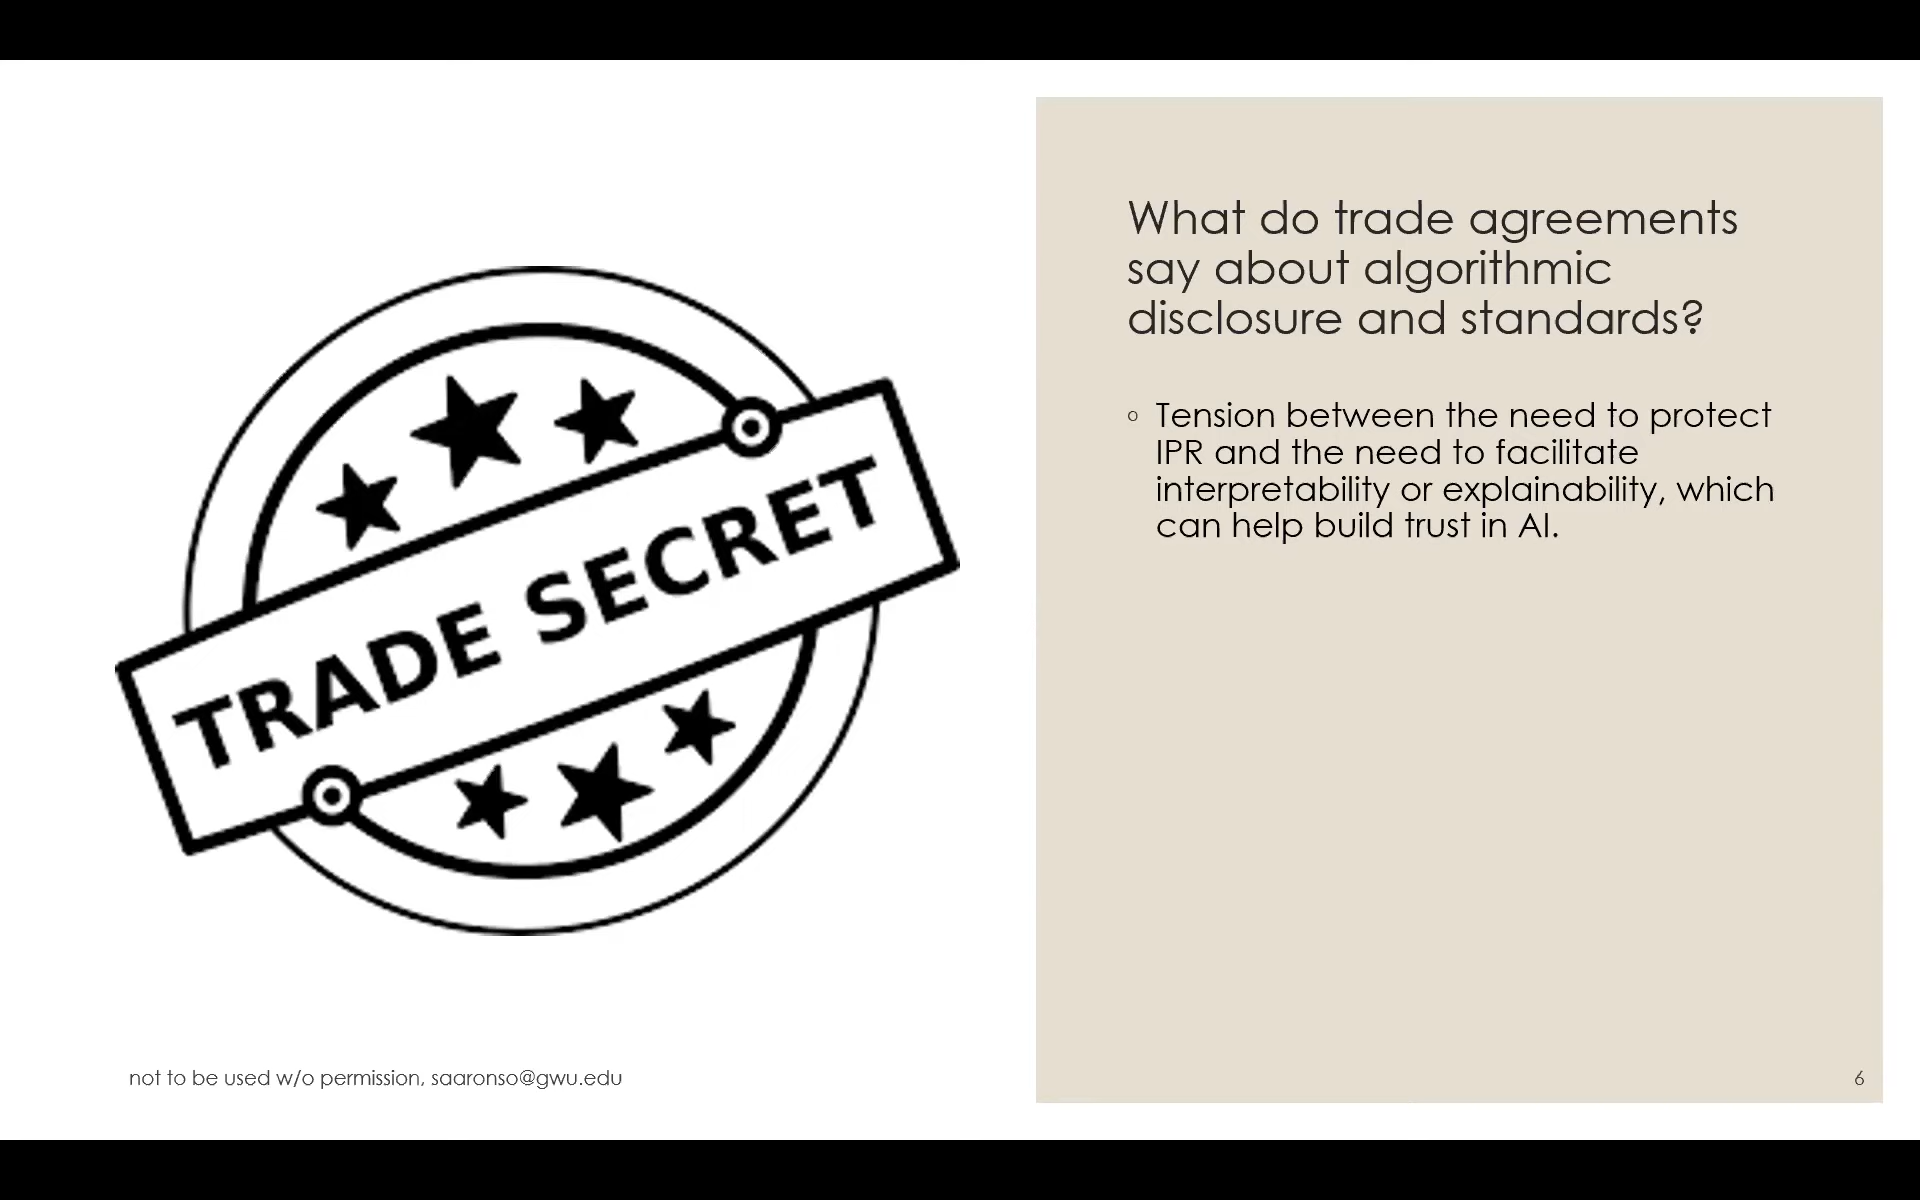 TRADE SECRET
not to be used w/o permission, saaronso@gwu.edu
What do trade agreements
say about algorithmic
disclosure and standards?
◦ Tension between the need to protect
IPR and the need to facilitate
interpretability or explainability, which
can help build trust in AI.
6